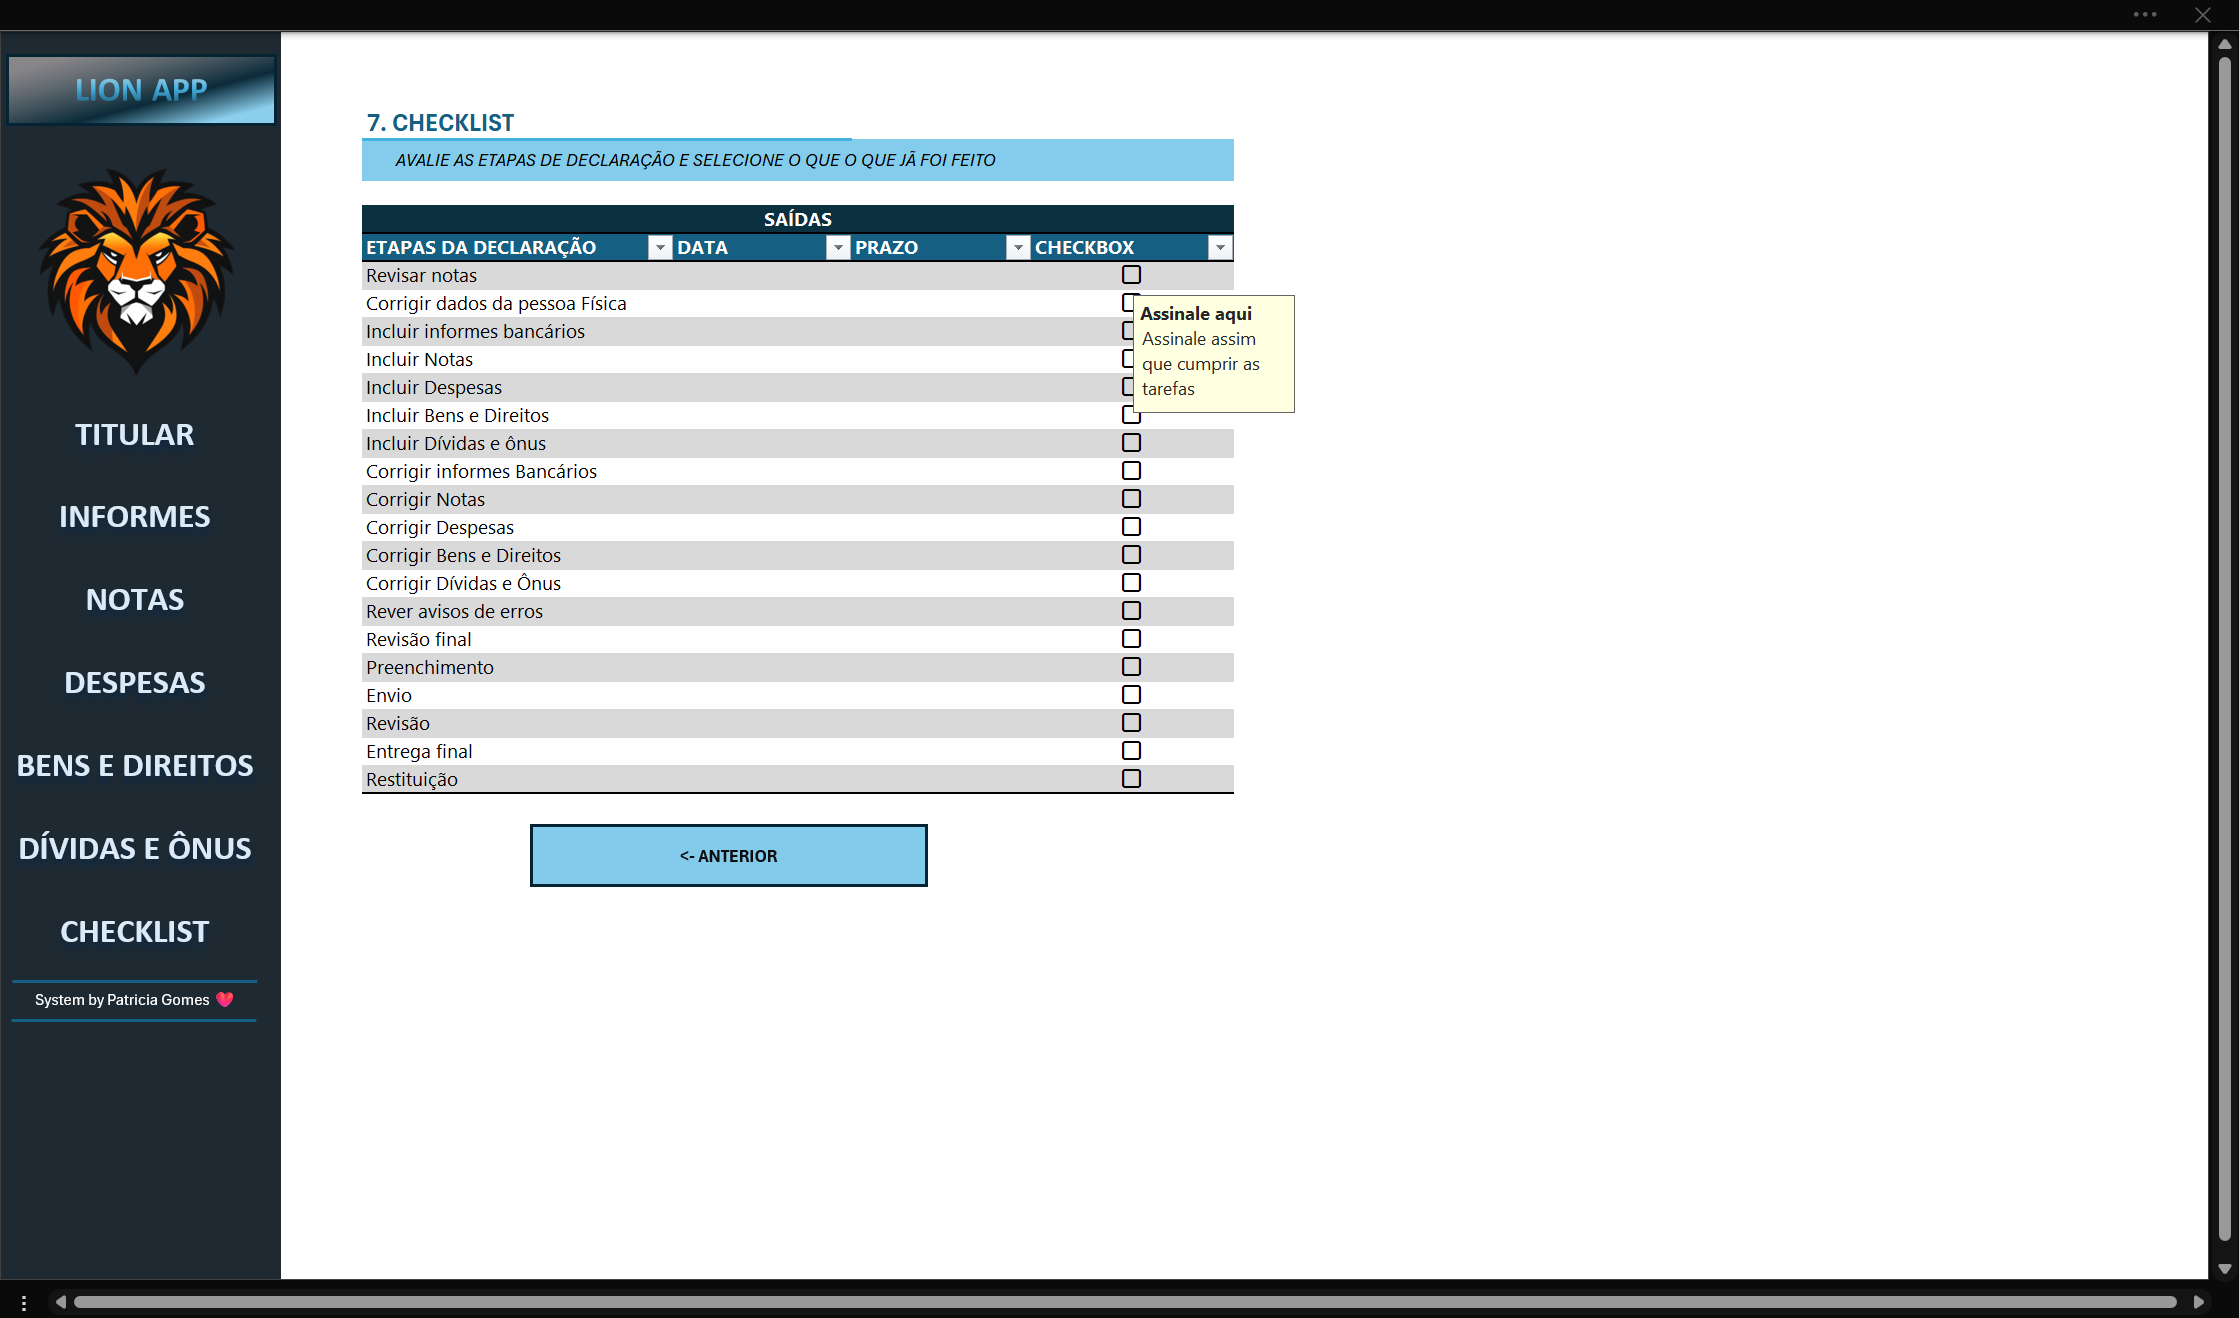 LION APP
TITULAR
INFORMES
NOTAS
DESPESAS
BENS E DIREITOS
DÍVIDAS E ÔNUS
CHECKLIST
System by Patricia Gomes
7. CHECKLIST
AVALIE AS ETAPAS DE DECLARAÇÃO E SELECIONE O QUE O QUE JÃ FOI FEITO
SAÍDAS
ETAPAS DA DECLARAÇÃO DATA PRAZO CHECKBOX
Revisar notas
Corrigir dados da pessoa Física
Incluir informes bancários
Incluir Notas
Incluir Despesas
Incluir Bens e Direitos
Incluir Dívidas e ônus
Corrigir informes Bancários
Corrigir Notas
Corrigir Despesas
Corrigir Bens e Direitos
Corrigir Dívidas e Ônus
Rever avisos de erros
Revisão final
Preenchimento
Envio
Revisão
Entrega final
Restituição
Assinale aqui
Assinale assim
que cumprir as
tarefas
<- ANTERIOR